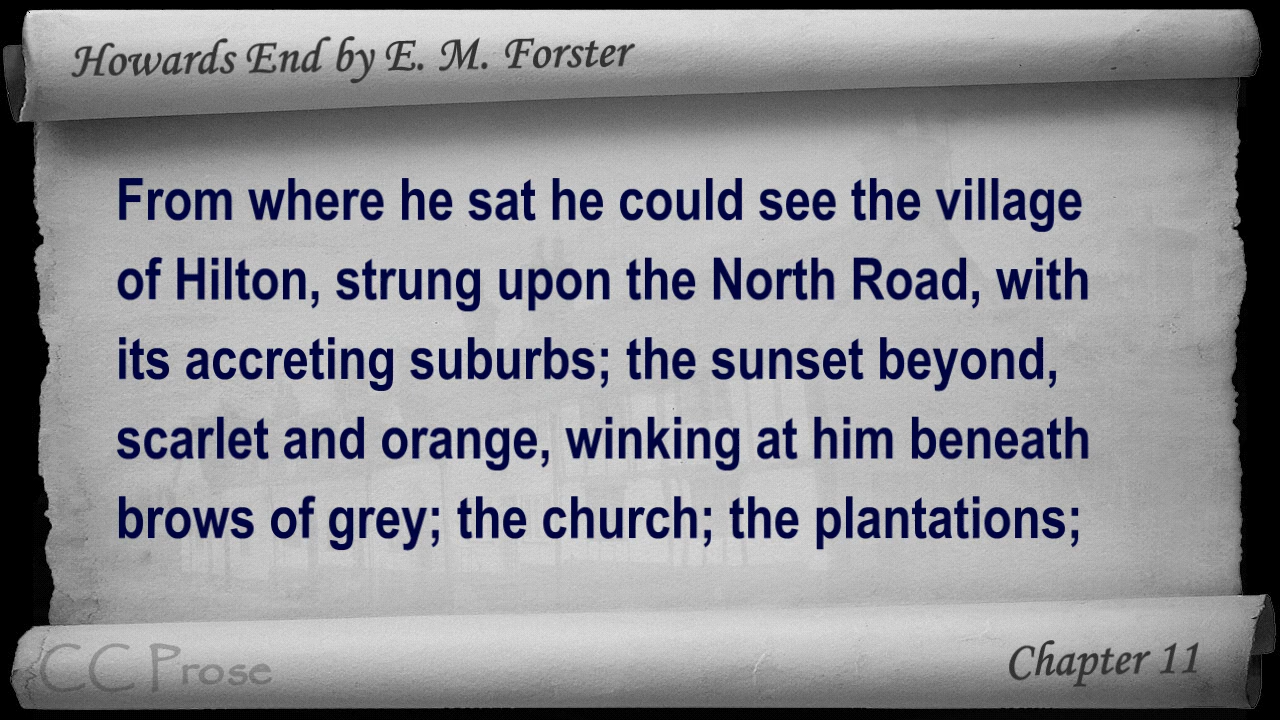 Howards End by E. M. Forster
From where he sat he could see the village
of Hilton, strung upon the North Road, with
its accreting suburbs; the sunset beyond,
scarlet and orange, winking at him beneath
brows of grey; the church; the plantations;
CC Prose
Chapter 11